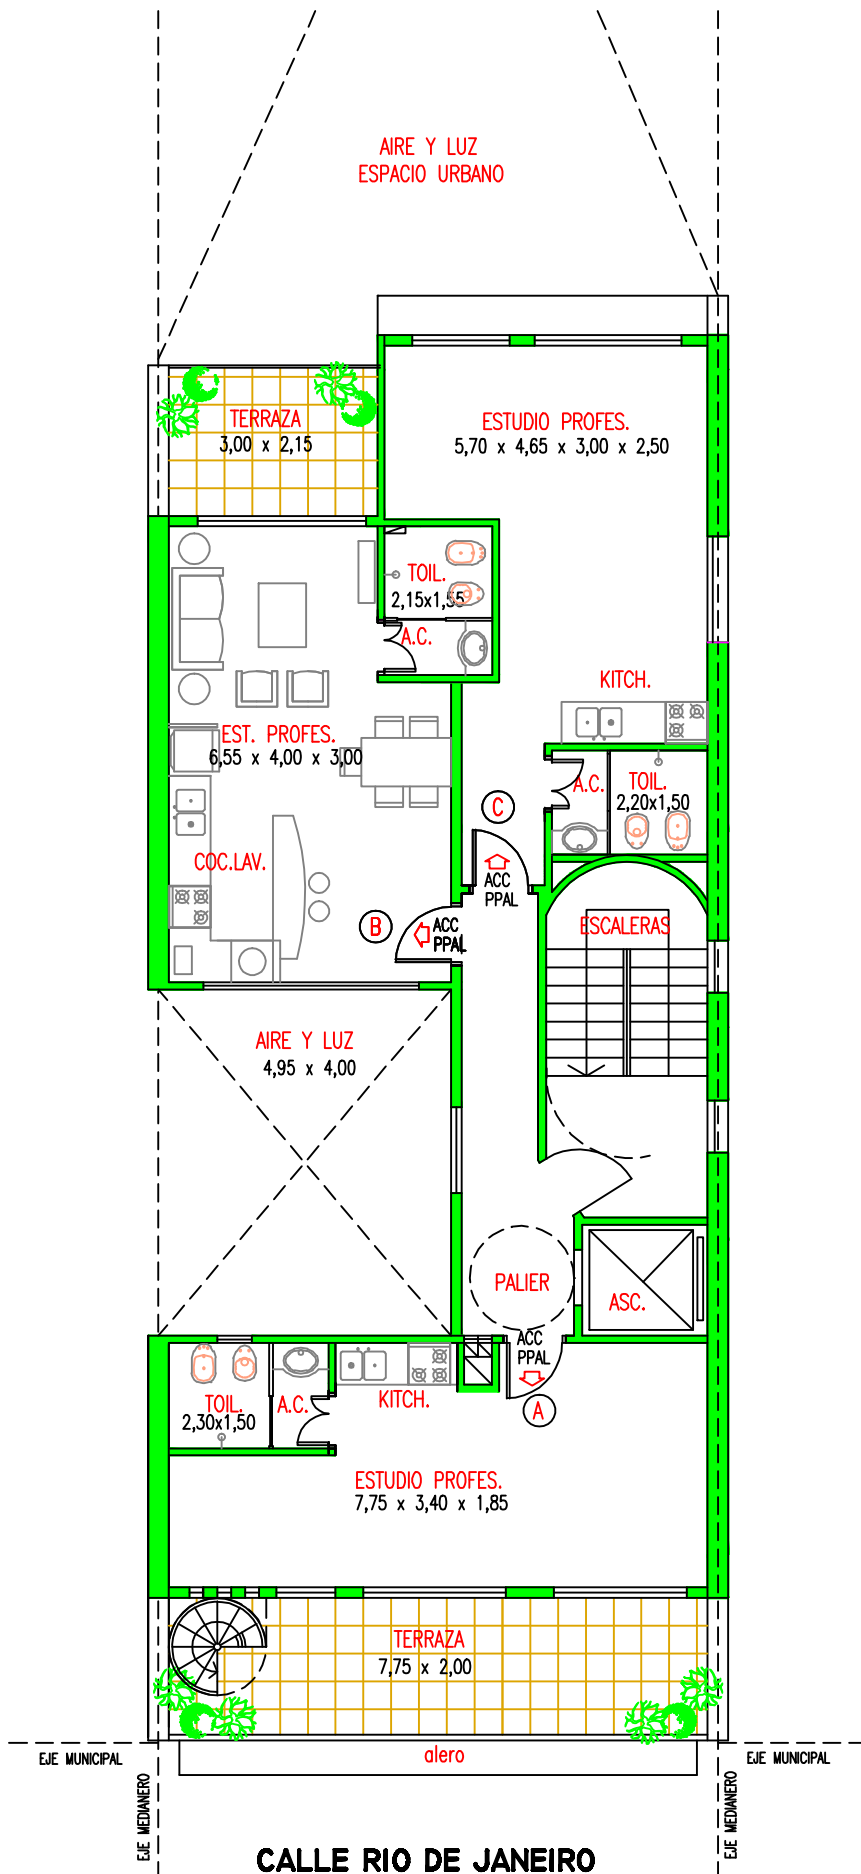 AIRE Y LUZ
ESPACIO URBANO
TERRAZA
3,00 x 2,15
ESTUDIO PROFES.
5,70 x 4,65 x 3,00 x 2,50
TOIL.
2,15x1,55
A.C.
KITCH.
EST. PROFES.
6,55 x 4,00 x 3,00
A.C.
TOIL.
2,20x1,50
C
COC.LAV.
ACC
PPAL
B
ACC
PPAL
ESCALERAS
AIRE Y LUZ
4,95 x 4,00
PALIER
ASC.
ACC
PPAL
TOIL.
2,30x1,50
A.C.
KITCH.
A
ESTUDIO PROFES.
7,75 x 3,40 x 1,85
TERRAZA
7,75 x 2,00
alero
EJE MUNICIPAL
EJE MUNICIPAL
EJE MEDIANERO
EJE MEDIANERO
CALLE RIO DE JANEIRO